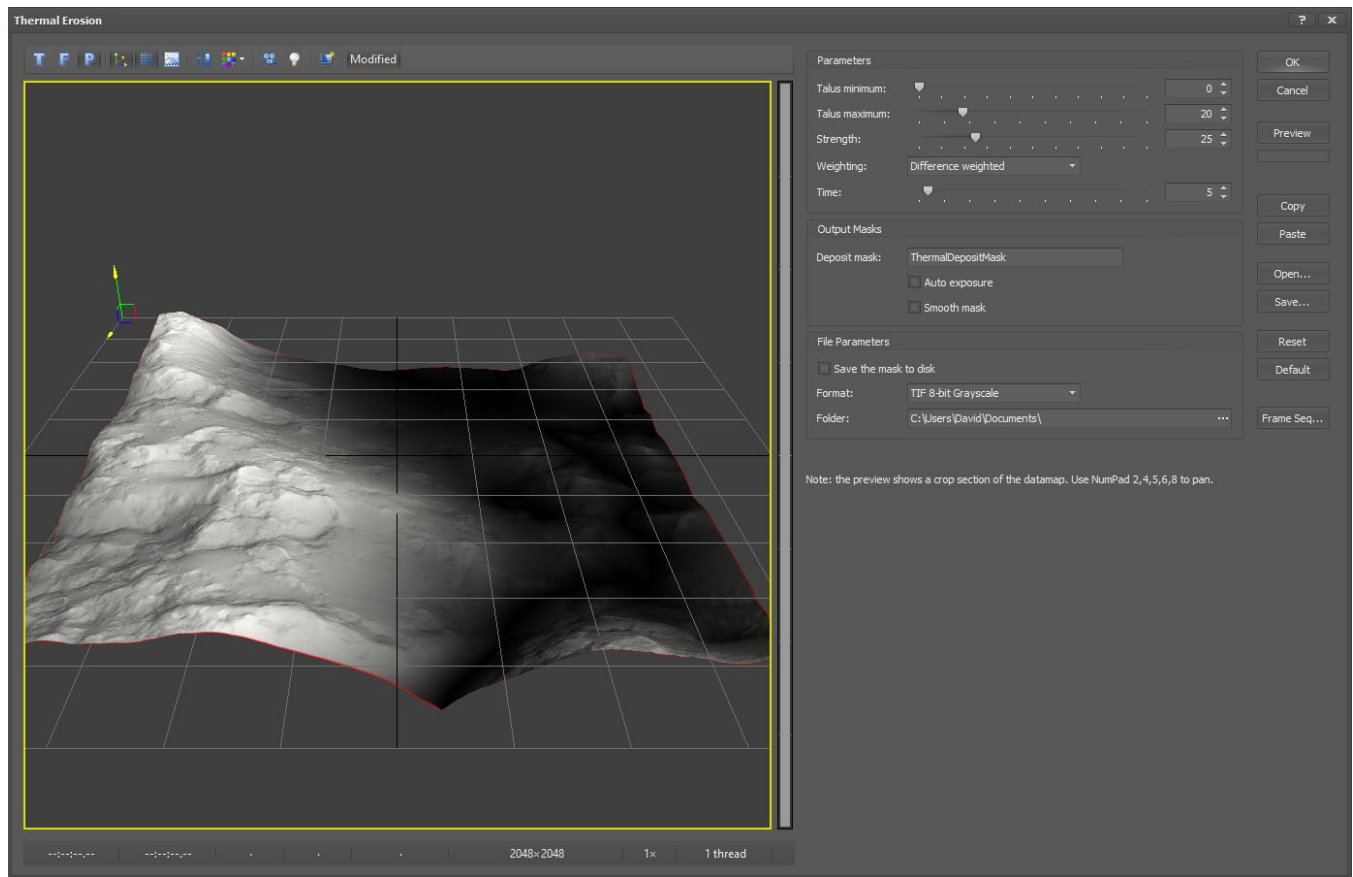 Thermal Erosion
? x
T F P Modified
Parameters
Talus minimum: 0
Talus maximum: 20
Strength: 25
Weighting: Difference weighted
Time: 5
Output Masks
Deposit mask: ThermalDepositMask
Auto exposure
Smooth mask
File Parameters
Save the mask to disk
Format: TIF 8-bit Grayscale
Folder: C:\Users\David\Documents\ ...
Note: the preview shows a crop section of the datamap. Use NumPad 2,4,5,6,8 to pan.
OK
Cancel
Preview
Copy
Paste
Open...
Save...
Reset
Default
Frame Seq...
--:--:--.-- --:--:--.-- . . . 2048×2048 1× 1 thread